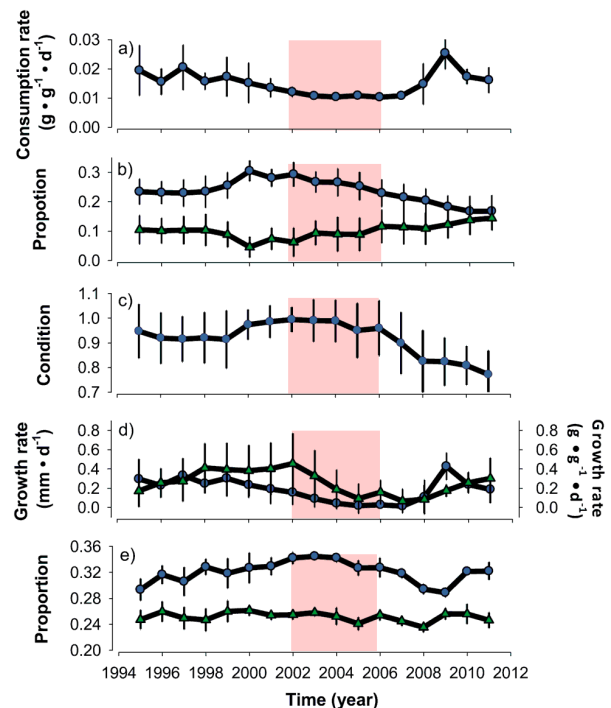 a)
Consumption rate
(g • g⁻¹ • d⁻¹)
0.03
0.02
0.01
0.00
b)
Propotion
0.3
0.2
0.1
0.0
c)
Condition
1.1
1.0
0.9
0.8
0.7
d)
Growth rate
(mm • d⁻¹)
0.8
0.6
0.4
0.2
0.0
0.8
0.6
0.4
0.2
0.0
Growth rate
(g • g⁻¹ • d⁻¹)
e)
Proportion
0.36
0.32
0.28
0.24
0.20
1994 1996 1998 2000 2002 2004 2006 2008 2010 2012
Time (year)